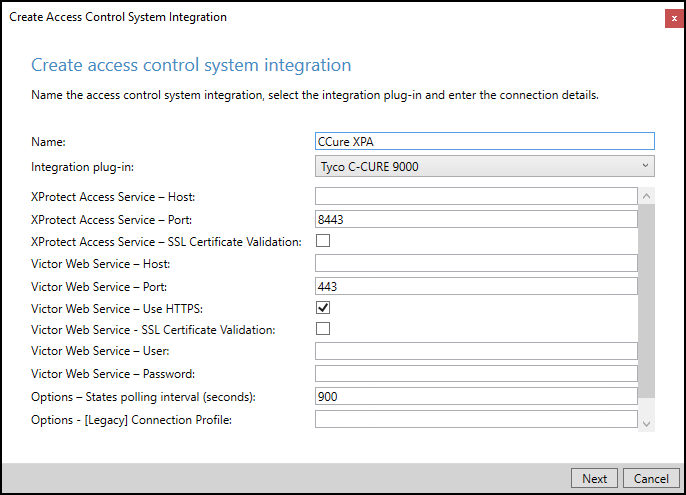 Create Access Control System Integration
x
Create access control system integration
Name the access control system integration, select the integration plug-in and enter the connection details.
Name: CCure XPA
Integration plug-in: Tyco C-CURE 9000
XProtect Access Service – Host:
XProtect Access Service – Port: 8443
XProtect Access Service – SSL Certificate Validation:
Victor Web Service – Host:
Victor Web Service – Port: 443
Victor Web Service – Use HTTPS:
Victor Web Service - SSL Certificate Validation:
Victor Web Service – User:
Victor Web Service – Password:
Options – States polling interval (seconds): 900
Options - [Legacy] Connection Profile:
Next Cancel